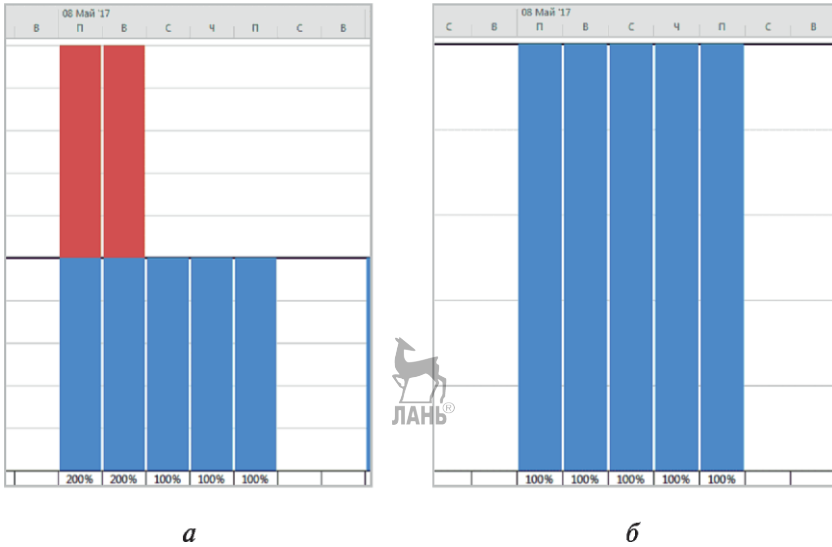 08 Май '17
В П В С Ч П С В
200% 200% 100% 100% 100%
а
08 Май '17
С В П В С Ч П С В
100% 100% 100% 100% 100%
б
ЛАНЬ®